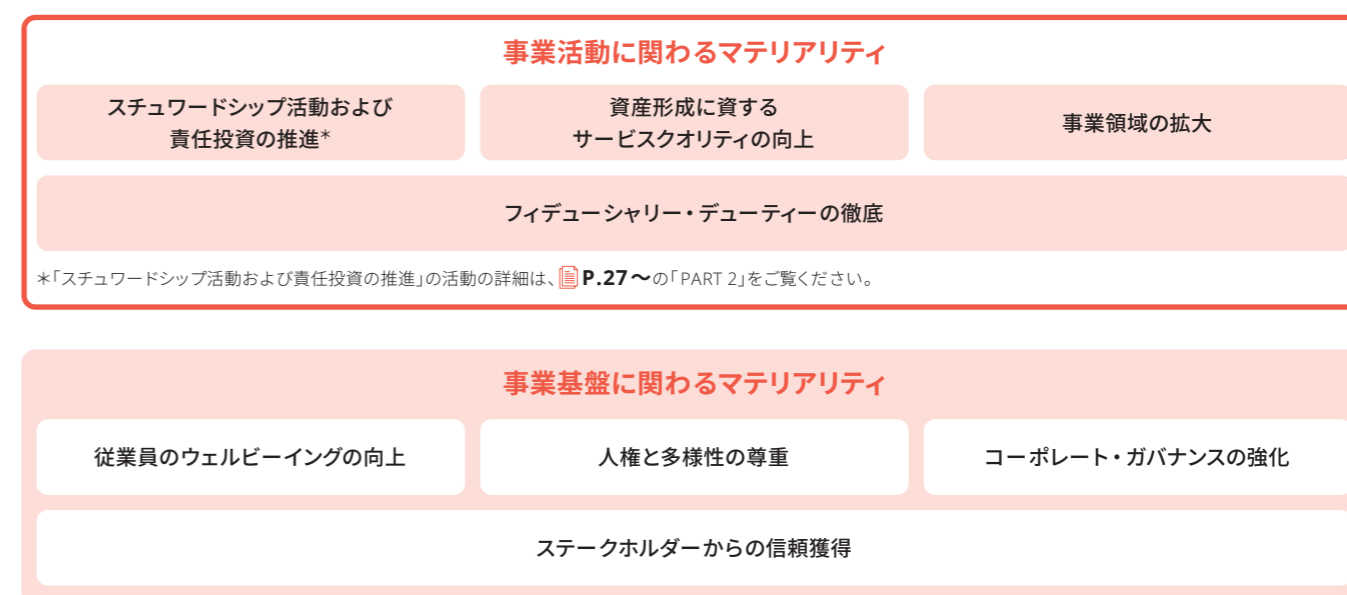 事業活動に関わるマテリアリティ
スチュワードシップ活動および
責任投資の推進*
資産形成に資する
サービスクオリティの向上
事業領域の拡大
フィデューシャリー・デューティーの徹底
*「スチュワードシップ活動および責任投資の推進」の活動の詳細は、P.27〜の「PART 2」をご覧ください。
事業基盤に関わるマテリアリティ
従業員のウェルビーイングの向上
人権と多様性の尊重
コーポレート・ガバナンスの強化
ステークホルダーからの信頼獲得